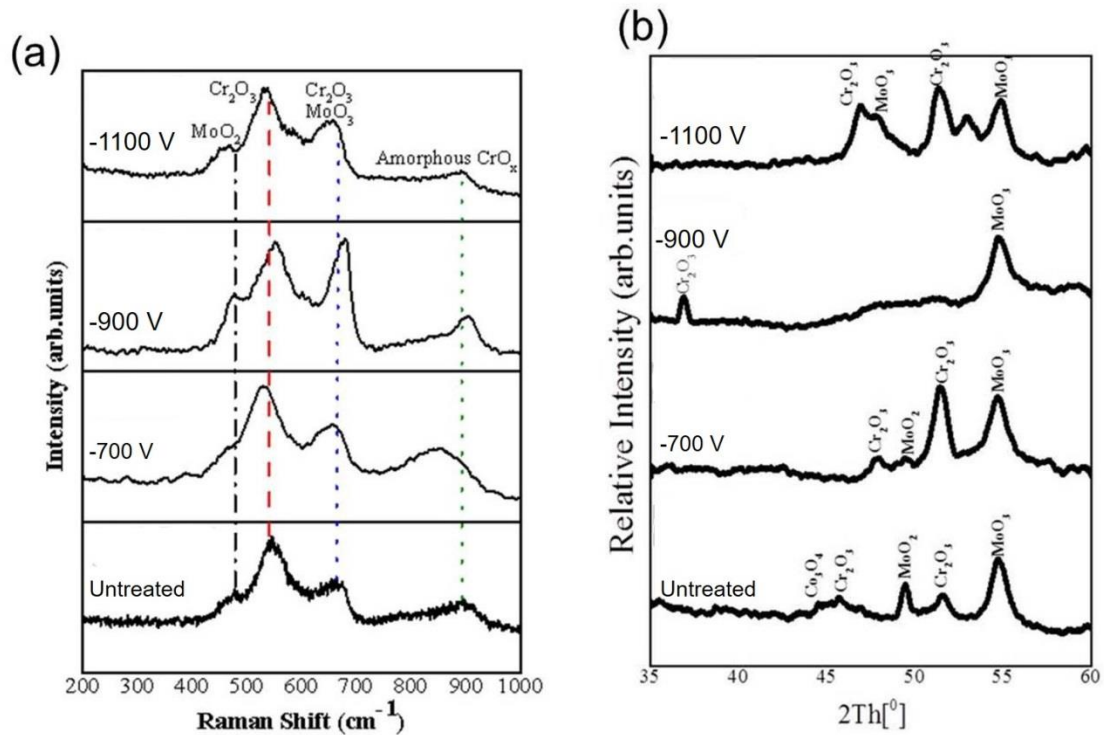 (a)
Cr₂O₃
Cr₂O₃
MoO₃
MoO₂
-1100 V
Amorphous CrOₓ
-900 V
-700 V
Untreated
Intensity (arb.units)
200 300 400 500 600 700 800 900 1000
Raman Shift (cm⁻¹)
(b)
Cr₂O₃
MoO₃
Cr₂O₃
MoO₃
-1100 V
-900 V
Cr₂O₃
MoO₃
-700 V
Cr₂O₃
MoO₂
Cr₂O₃
MoO₃
Untreated
Co₃O₄
Cr₂O₃
MoO₂
Cr₂O₃
MoO₃
Relative Intensity (arb.units)
35 40 45 50 55 60
2Th[⁰]